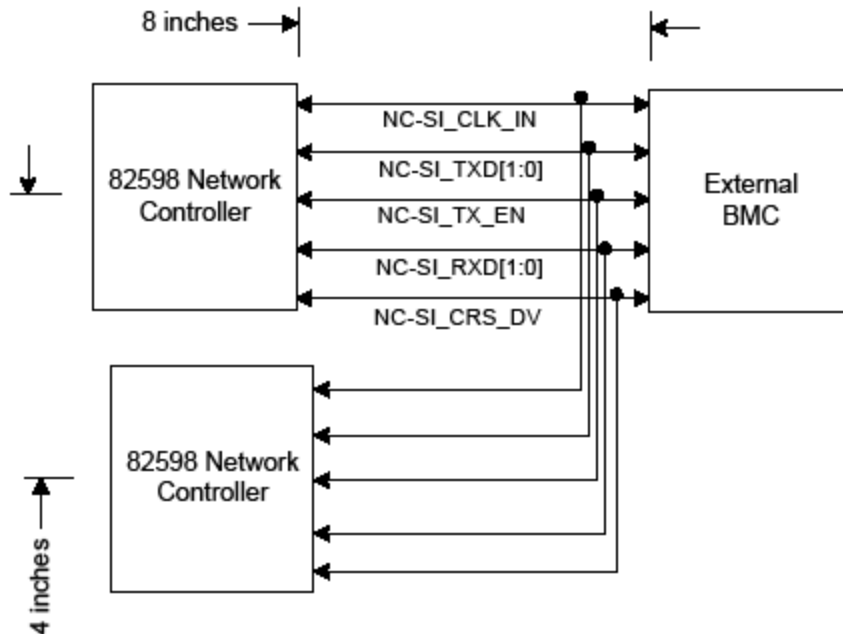 8 inches
82598 Network
Controller
NC-SI_CLK_IN
NC-SI_TXD[1:0]
NC-SI_TX_EN
NC-SI_RXD[1:0]
NC-SI_CRS_DV
External
BMC
82598 Network
Controller
4 inches